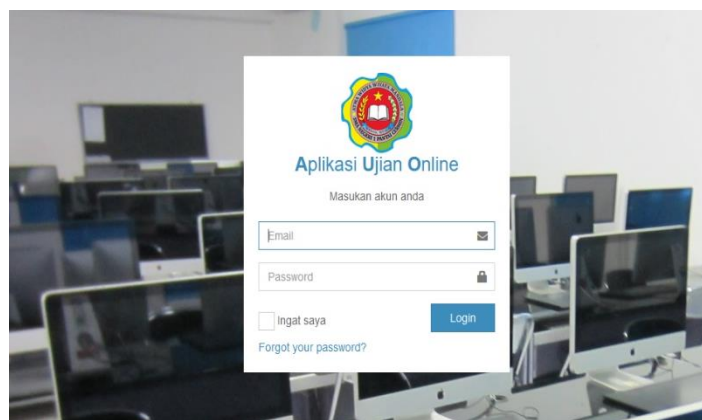 Aplikasi Ujian Online
Masukan akun anda
Email
Password
Ingat saya
Login
Forgot your password?